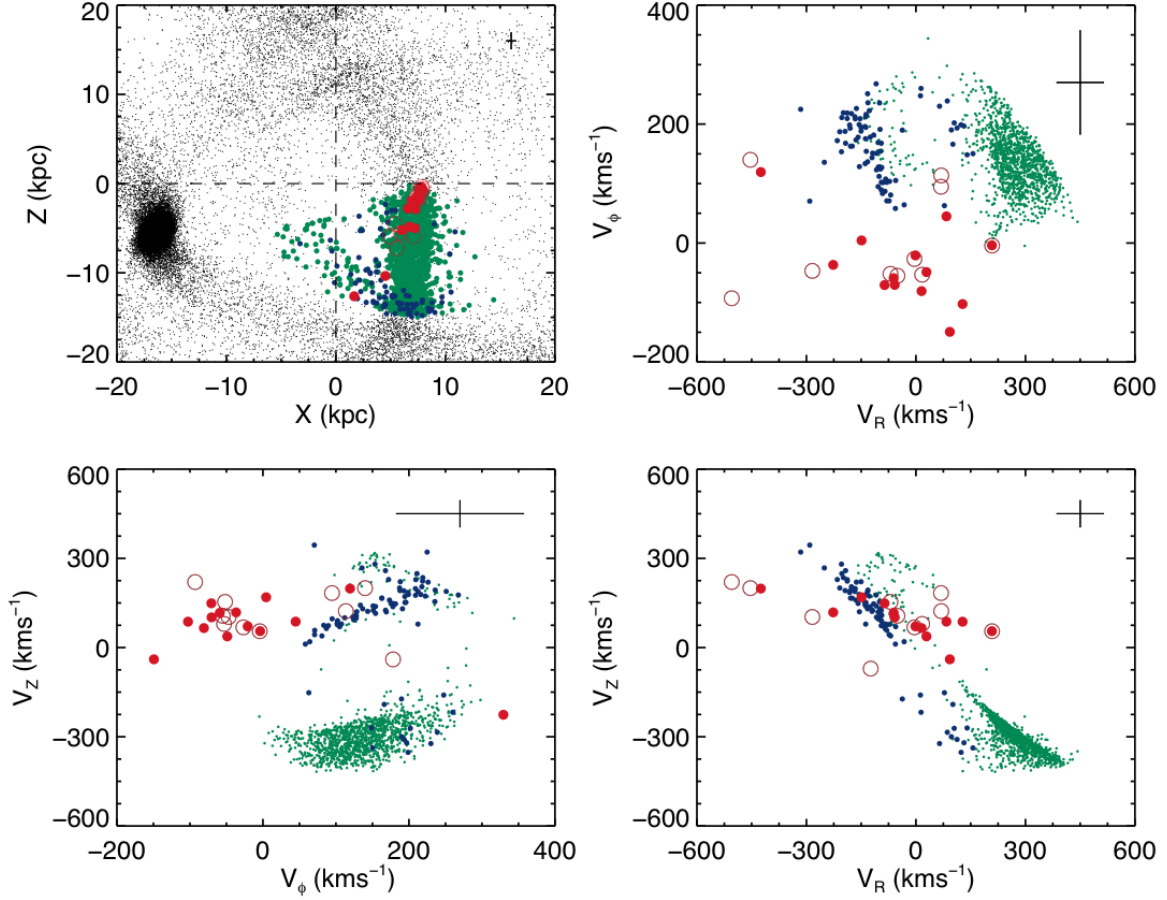 20
10
0
−10
−20
Z (kpc)
−20 −10 0 10 20
X (kpc)
400
200
0
−200
V_ϕ (kms⁻¹)
−600 −300 0 300 600
V_R (kms⁻¹)
600
300
0
−300
−600
V_Z (kms⁻¹)
−200 0 200 400
V_ϕ (kms⁻¹)
600
300
0
−300
−600
V_Z (kms⁻¹)
−600 −300 0 300 600
V_R (kms⁻¹)